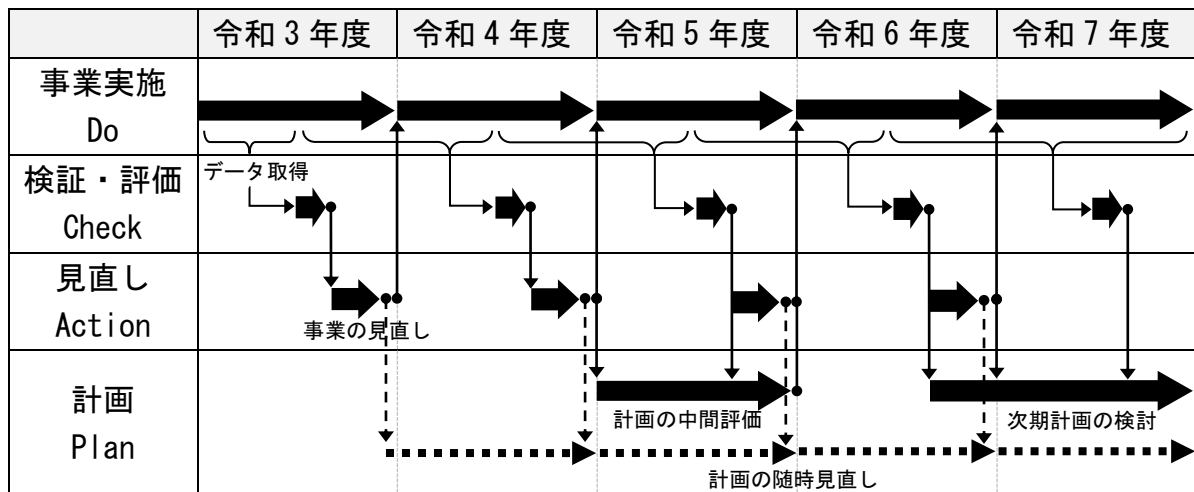 令和３年度 令和４年度 令和５年度 令和６年度 令和７年度
事業実施
Do
データ取得
検証・評価
Check
見直し
Action
事業の見直し
計画
Plan
計画の中間評価
次期計画の検討
計画の随時見直し